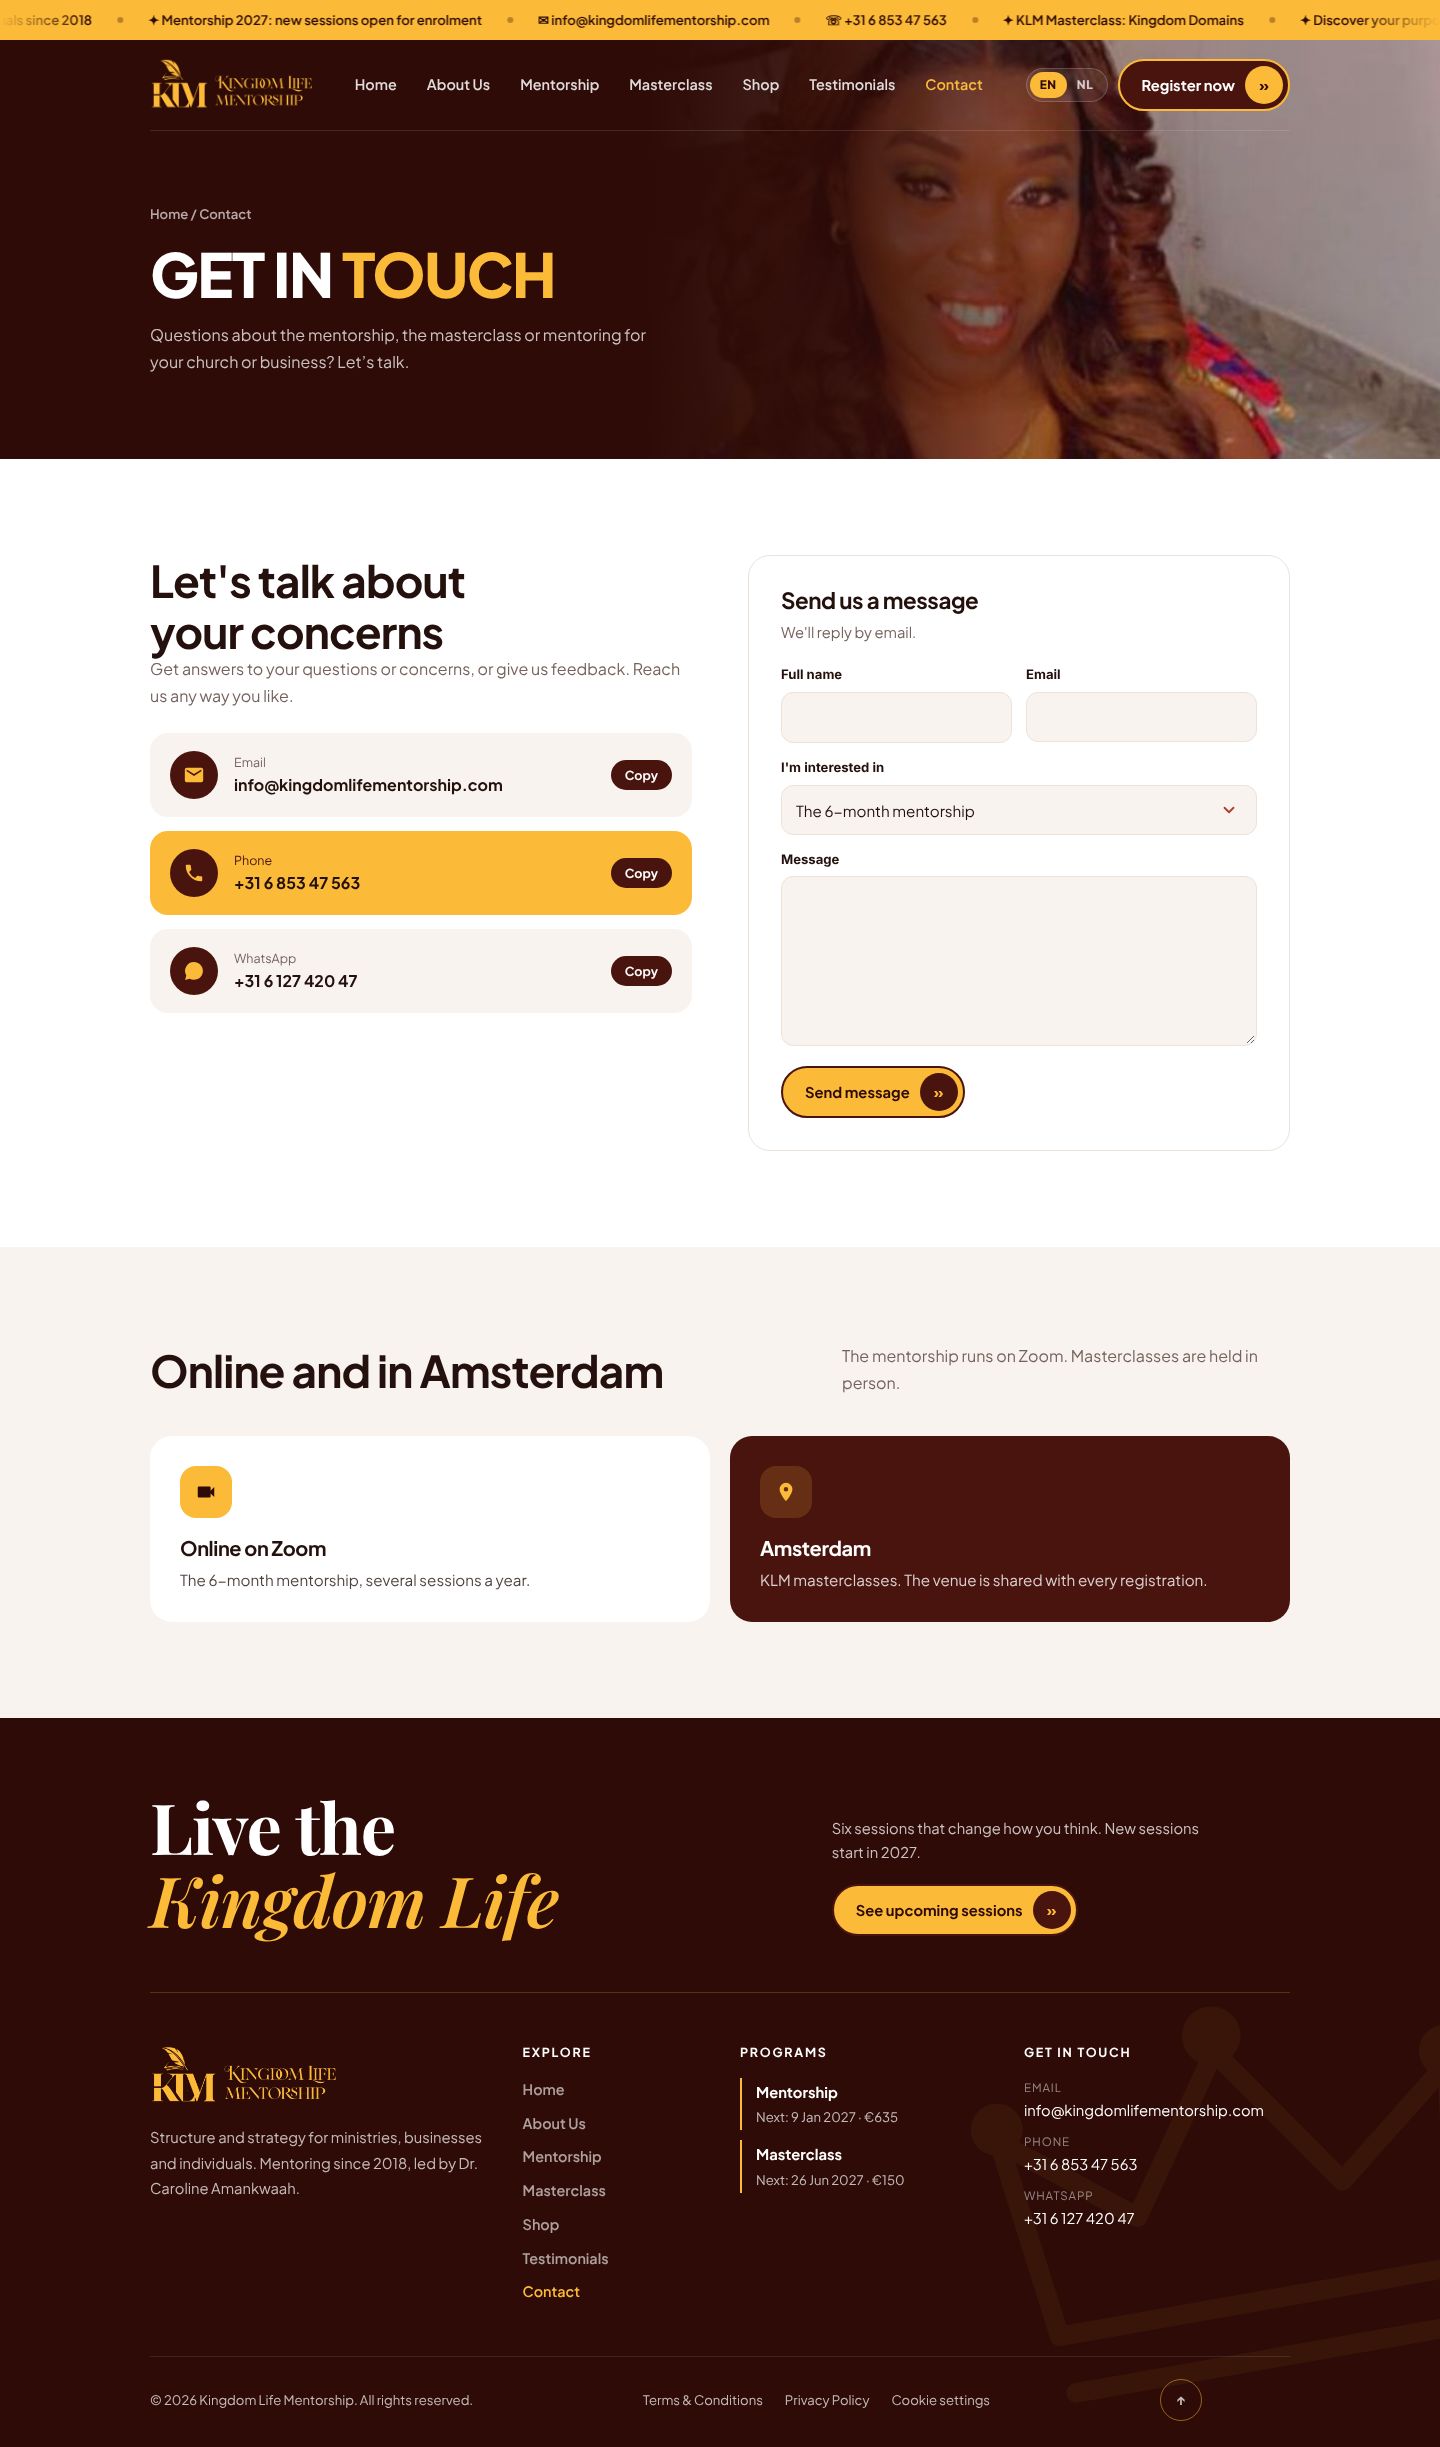 als since 2018
✦ Mentorship 2027: new sessions open for enrolment
✉ info@kingdomlifementorship.com
☏ +31 6 853 47 563
✦ KLM Masterclass: Kingdom Domains
✦ Discover your purp
KLM KINGDOM LIFE
MENTORSHIP
Home
About Us
Mentorship
Masterclass
Shop
Testimonials
Contact
EN NL
Register now »
Home / Contact
GET IN TOUCH
Questions about the mentorship, the masterclass or mentoring for
your church or business? Let’s talk.
Let's talk about
your concerns
Get answers to your questions or concerns, or give us feedback. Reach
us any way you like.
Email
info@kingdomlifementorship.com
Copy
Phone
+31 6 853 47 563
Copy
WhatsApp
+31 6 127 420 47
Copy
Send us a message
We'll reply by email.
Full name
Email
I'm interested in
The 6-month mentorship
Message
Send message »
Online and in Amsterdam
The mentorship runs on Zoom. Masterclasses are held in
person.
Online on Zoom
The 6-month mentorship, several sessions a year.
Amsterdam
KLM masterclasses. The venue is shared with every registration.
Live the
Kingdom Life
Six sessions that change how you think. New sessions
start in 2027.
See upcoming sessions »
KLM KINGDOM LIFE
MENTORSHIP
Structure and strategy for ministries, businesses
and individuals. Mentoring since 2018, led by Dr.
Caroline Amankwaah.
EXPLORE
Home
About Us
Mentorship
Masterclass
Shop
Testimonials
Contact
PROGRAMS
Mentorship
Next: 9 Jan 2027 · €635
Masterclass
Next: 26 Jun 2027 · €150
GET IN TOUCH
EMAIL
info@kingdomlifementorship.com
PHONE
+31 6 853 47 563
WHATSAPP
+31 6 127 420 47
© 2026 Kingdom Life Mentorship. All rights reserved.
Terms & Conditions
Privacy Policy
Cookie settings
↑